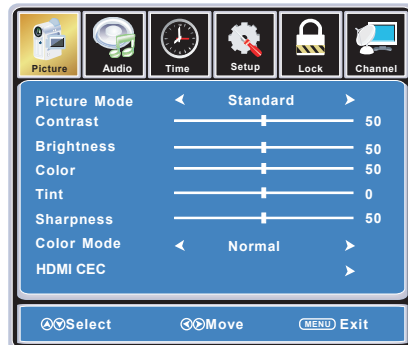 Picture Audio Time Setup Lock Channel
Picture Mode Standard
Contrast 50
Brightness 50
Color 50
Tint 0
Sharpness 50
Color Mode Normal
HDMI CEC
Select Move MENU Exit